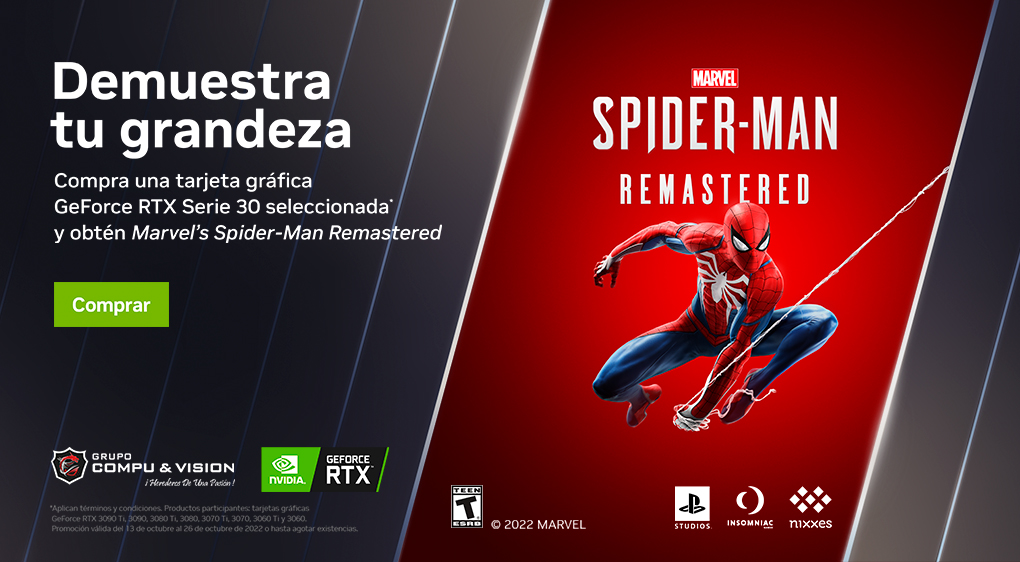 Demuestra
tu grandeza
Compra una tarjeta gráfica
GeForce RTX Serie 30 seleccionada*
y obtén Marvel's Spider-Man Remastered
Comprar
GRUPO
COMPU & VISION
¡Herederos De Una Pasión!
NVIDIA.
GEFORCE
RTX™
*Aplican términos y condiciones. Productos participantes: tarjetas gráficas
GeForce RTX 3090 Ti, 3090, 3080 Ti, 3080, 3070 Ti, 3070, 3060 Ti y 3060.
Promoción válida del 13 de octubre al 26 de octubre de 2022 o hasta agotar existencias.
MARVEL
SPIDER-MAN
REMASTERED
TEEN
T
ESRB
© 2022 MARVEL
STUDIOS
INSOMNIAC
nixxes